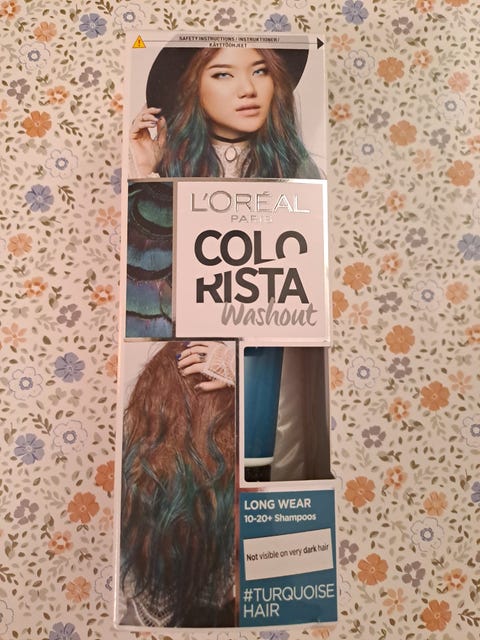 SAFETY INSTRUCTIONS / INSTRUKTIONER /
KÄYTTÖOHJEET
L'ORÉAL
PARIS
COLO
RISTA
Washout
LONG WEAR
10-20+ Shampoos
Not visible on very dark hair
#TURQUOISE
HAIR